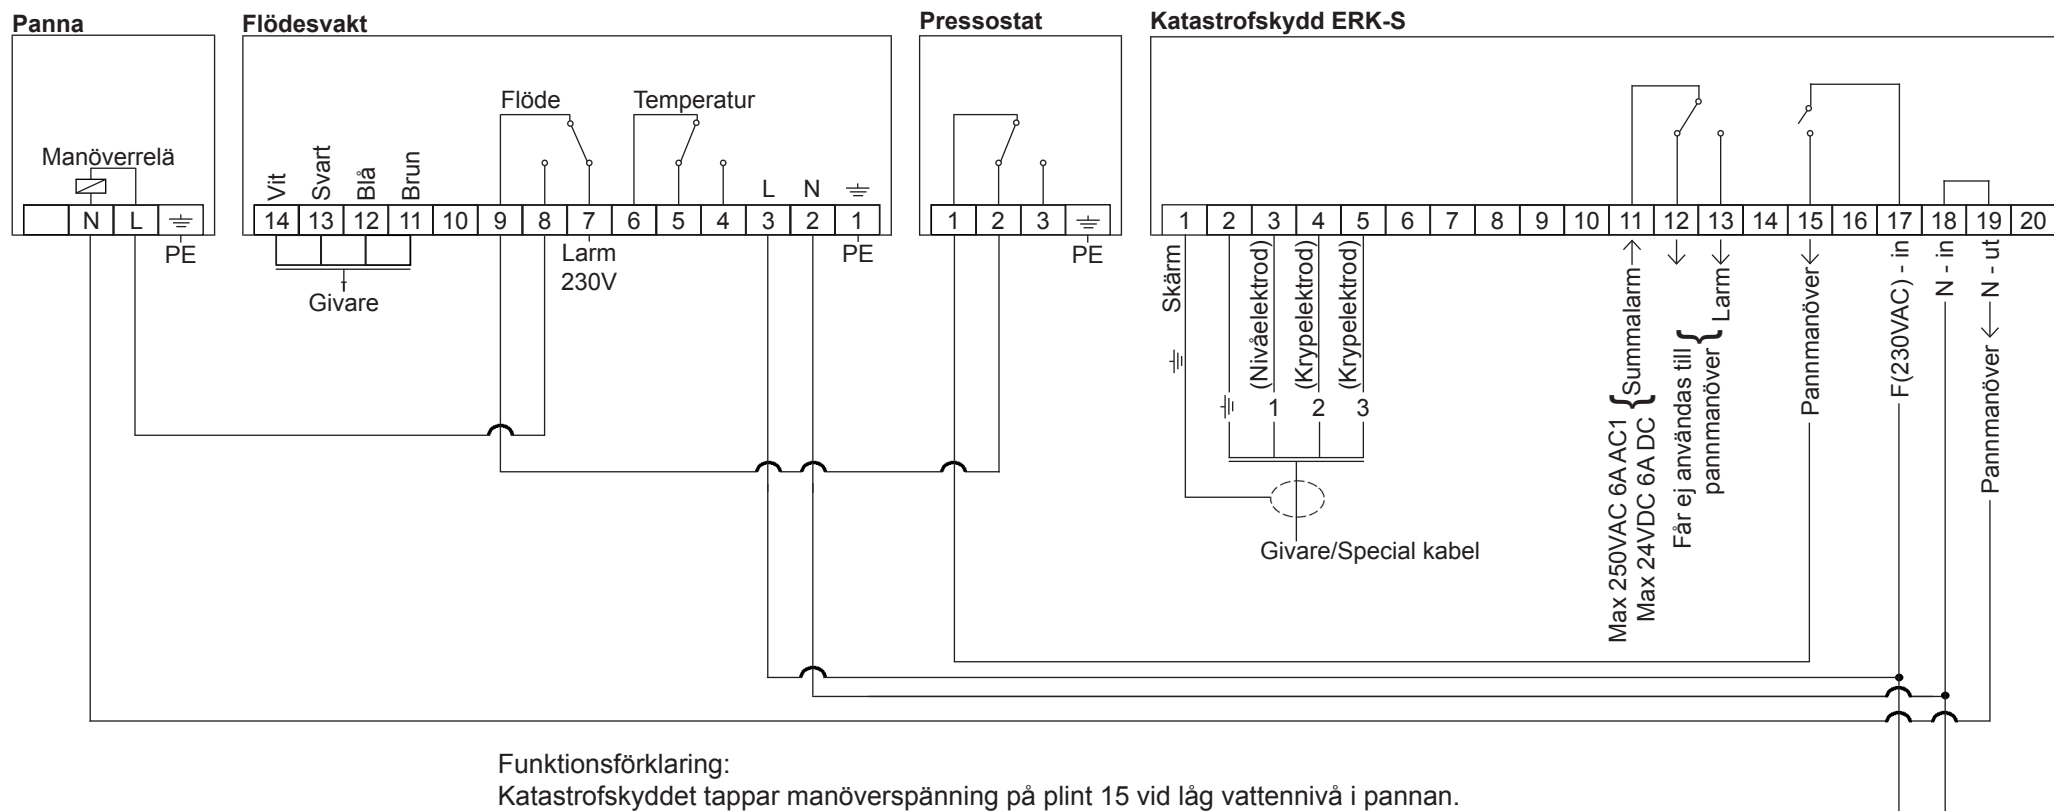 Panna
Flödesvakt
Pressostat
Katastrofskydd ERK-S
Manöverrelä
N L
PE
Flöde
Temperatur
Vit
Svart
Blå
Brun
L N
14 13 12 11 10 9 8 7 6 5 4 3 2 1
Givare
Larm
230V
PE
1 2 3
PE
1 2 3 4 5 6 7 8 9 10 11 12 13 14 15 16 17 18 19 20
Skärm
(Nivåelektrod)
(Krypelektrod)
(Krypelektrod)
1 2 3
Givare/Special kabel
Summalarm
Max 250VAC 6A AC1
Max 24VDC 6A DC
Larm
Får ej användas till
pannmanöver
Pannmanöver
F(230VAC) - in
N - in
N - ut
Pannmanöver
Funktionsförklaring:
Katastrofskyddet tappar manöverspänning på plint 15 vid låg vattennivå i pannan.